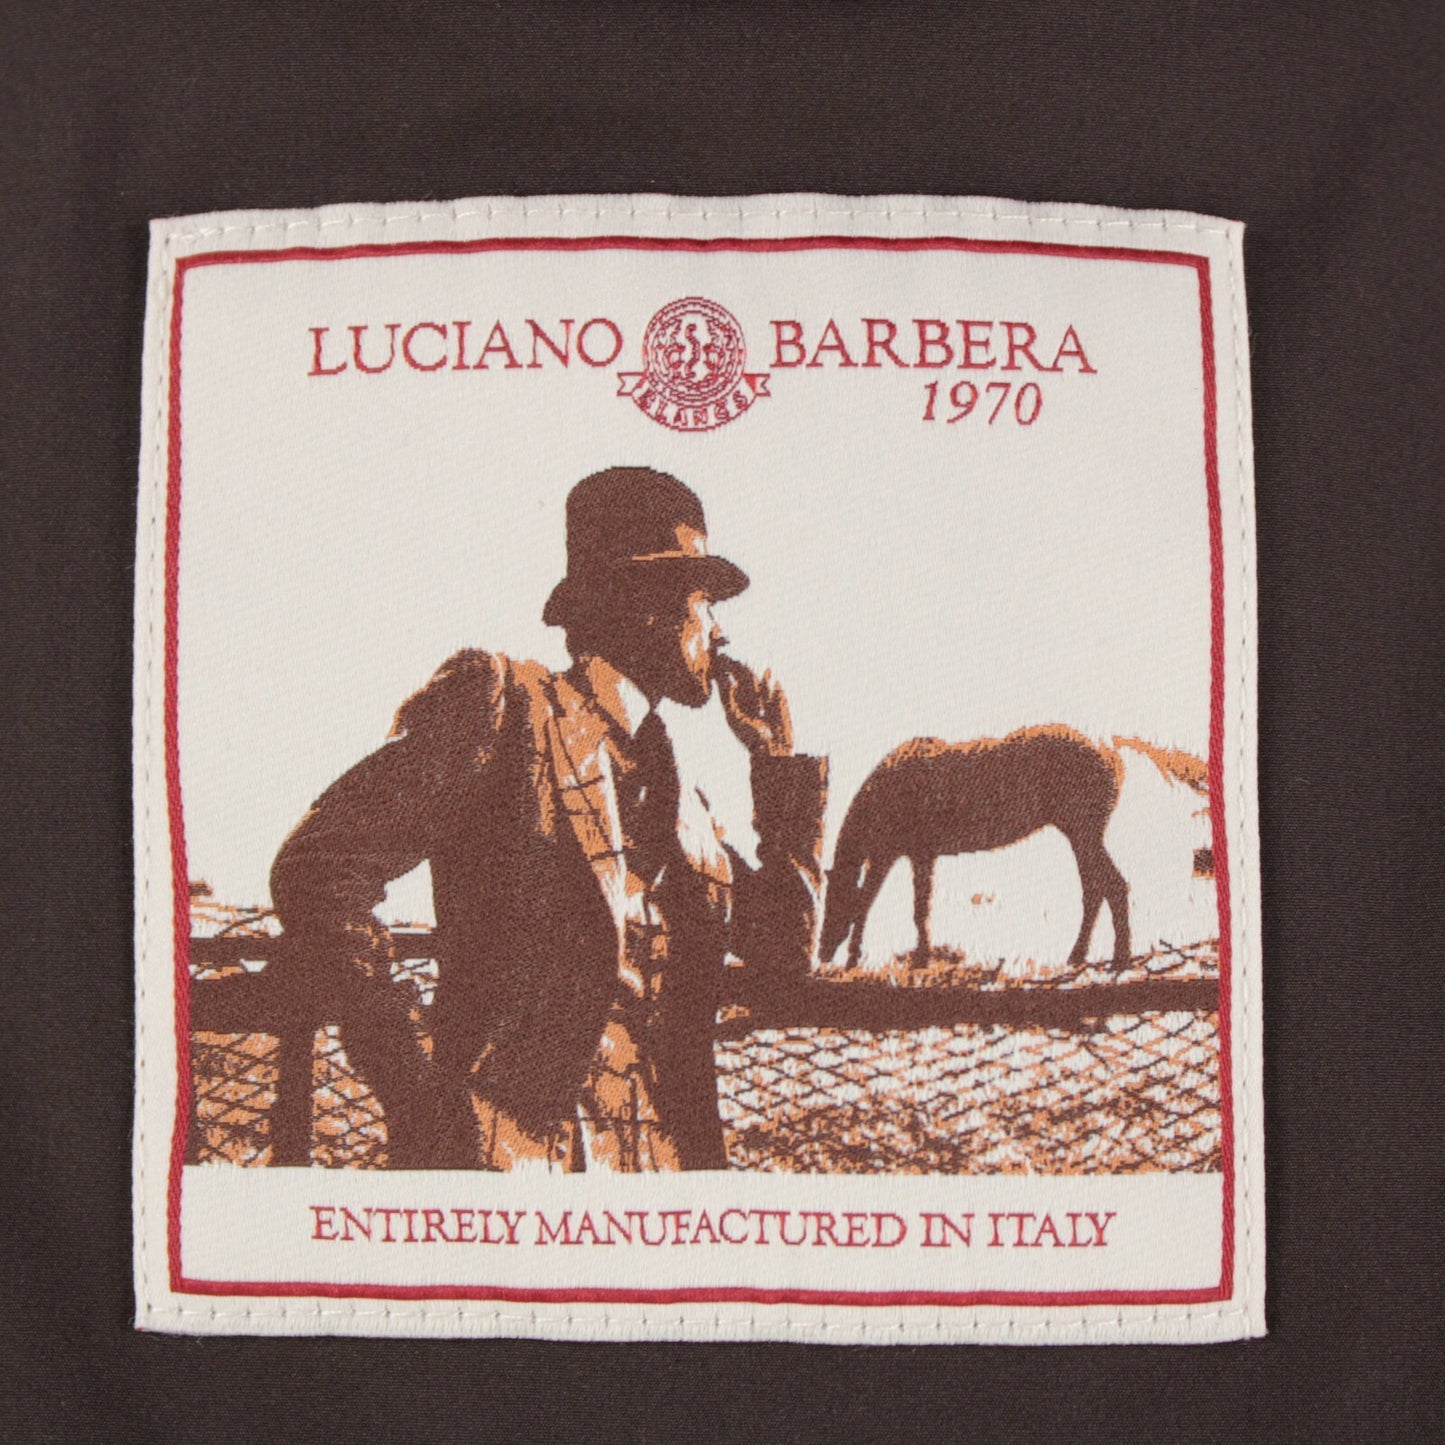 LUCIANO BARBERA
1970
ENTIRELY MANUFACTURED IN ITALY